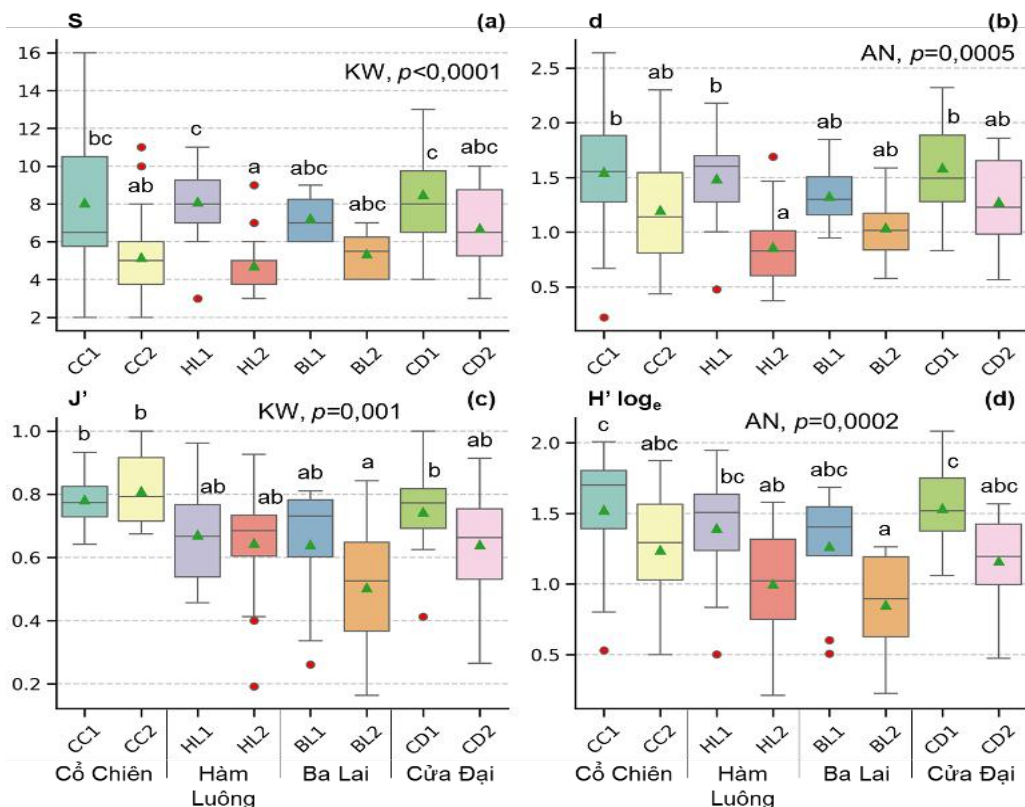 S (a)
KW, p<0,0001
16
14
12
10
8
6
4
2
bc
ab
c
a
abc
abc
c
abc
CC1 CC2 HL1 HL2 BL1 BL2 CD1 CD2
d (b)
AN, p=0,0005
2.5
2.0
1.5
1.0
0.5
b
ab
b
a
ab
ab
b
ab
CC1 CC2 HL1 HL2 BL1 BL2 CD1 CD2
J’ (c)
KW, p=0,001
1.0
0.8
0.6
0.4
0.2
b
b
ab
ab
ab
a
b
ab
CC1 CC2 HL1 HL2 BL1 BL2 CD1 CD2
Cổ Chiên Hàm Ba Lai Cửa Đại
Luông
H’ logₑ (d)
AN, p=0,0002
2.0
1.5
1.0
0.5
c
abc
bc
ab
abc
a
c
abc
CC1 CC2 HL1 HL2 BL1 BL2 CD1 CD2
Cổ Chiên Hàm Ba Lai Cửa Đại
Luông